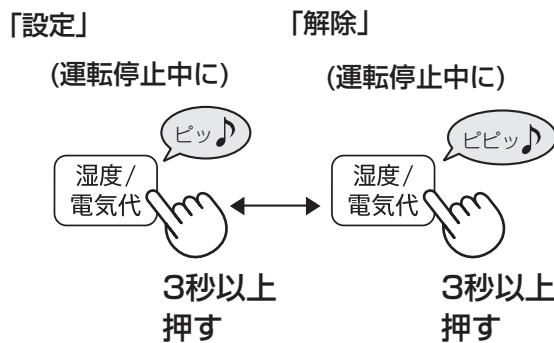 「設定」
(運転停止中に)
ピッ♪
湿度/
電気代
3秒以上
押す
「解除」
(運転停止中に)
ピピッ♪
湿度/
電気代
3秒以上
押す